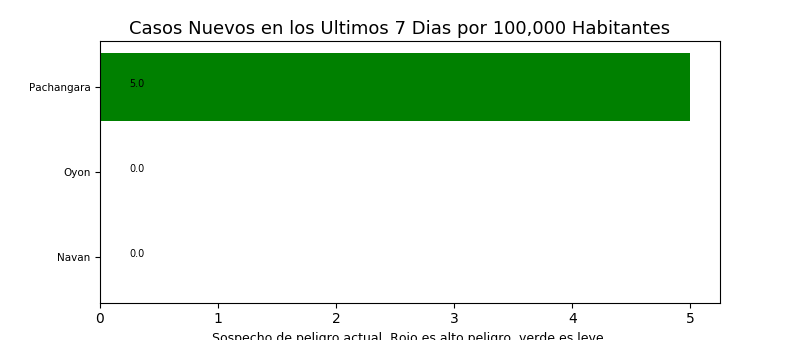 Casos Nuevos en los Ultimos 7 Dias por 100,000 Habitantes
Pachangara
5.0
Oyon
0.0
Navan
0.0
0 1 2 3 4 5
Sospecho de peligro actual. Rojo es alto peligro, verde es leve